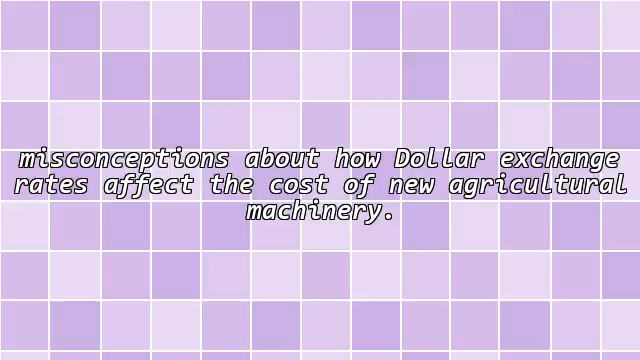 misconceptions about how Dollar exchange
rates affect the cost of new agricultural
machinery.